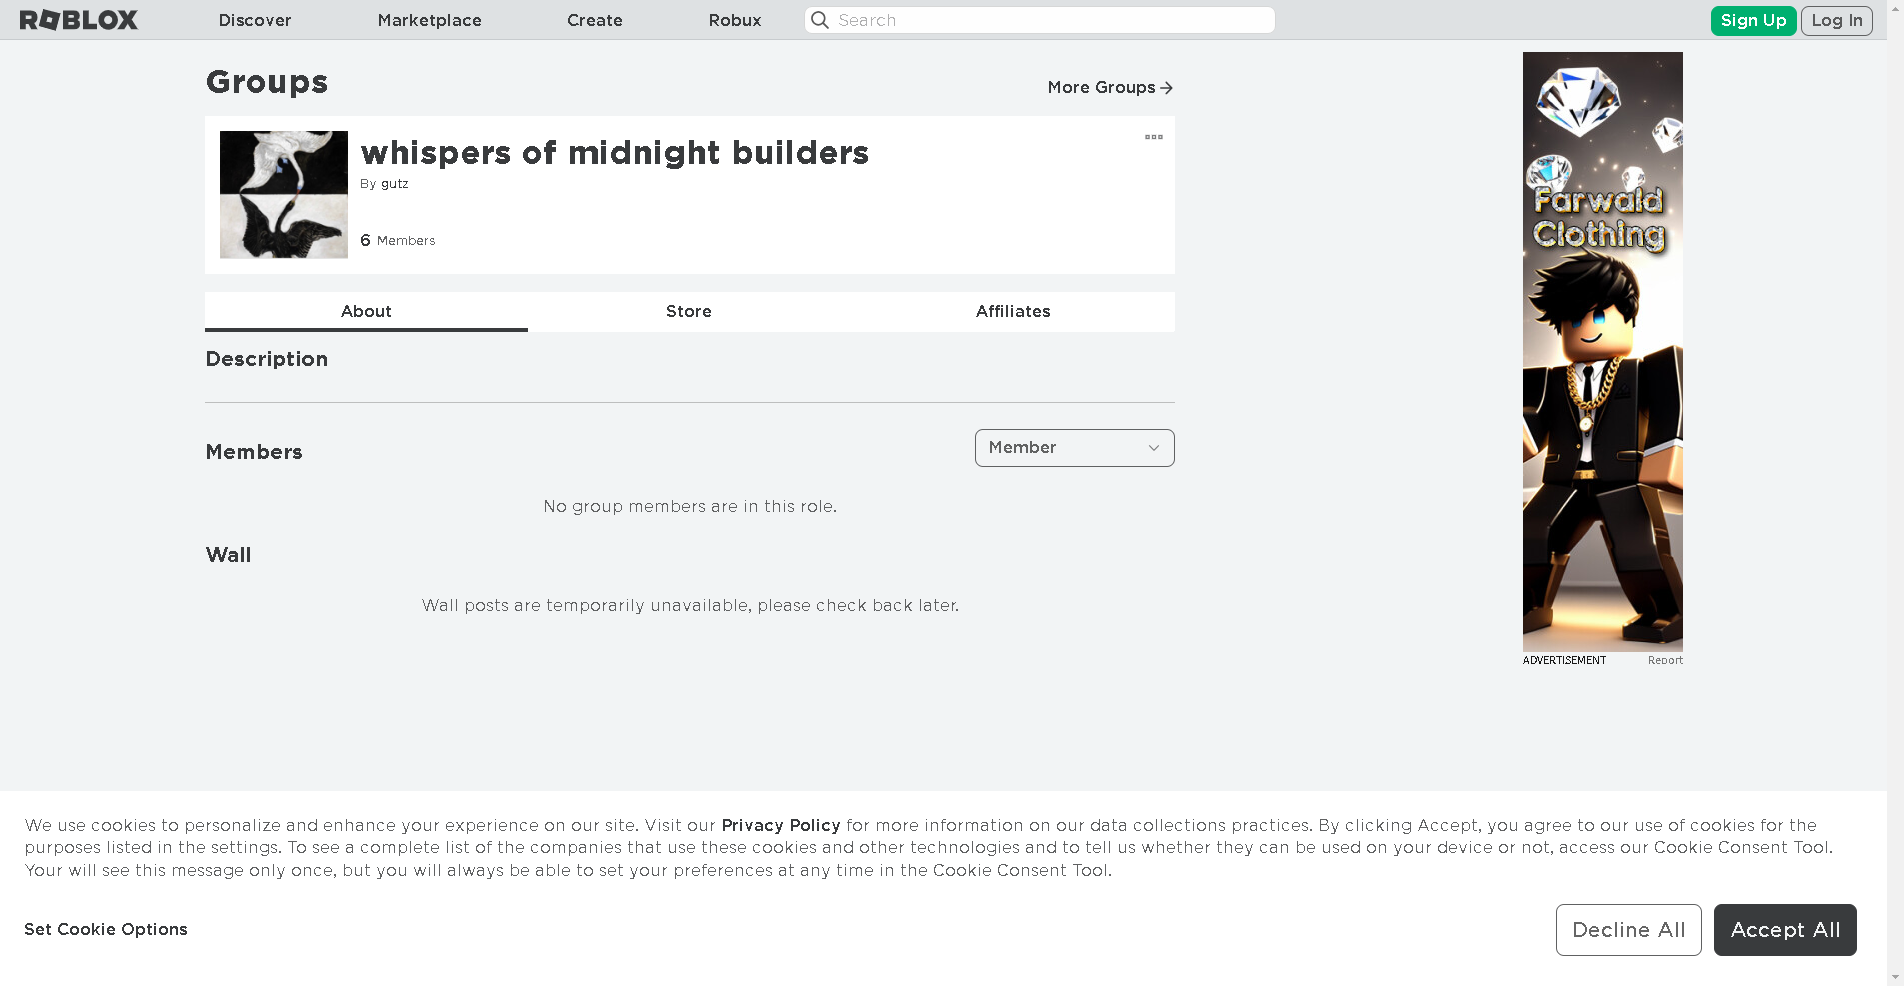 ROBLOX
Discover
Marketplace
Create
Robux
Search
Sign Up
Log In
Groups
More Groups
whispers of midnight builders
By gutz
6 Members
About
Store
Affiliates
Description
Members
Member
No group members are in this role.
Wall
Wall posts are temporarily unavailable, please check back later.
Farwald
Clothing
ADVERTISEMENT
Report
We use cookies to personalize and enhance your experience on our site. Visit our Privacy Policy for more information on our data collections practices. By clicking Accept, you agree to our use of cookies for the
purposes listed in the settings. To see a complete list of the companies that use these cookies and other technologies and to tell us whether they can be used on your device or not, access our Cookie Consent Tool.
Your will see this message only once, but you will always be able to set your preferences at any time in the Cookie Consent Tool.
Set Cookie Options
Decline All
Accept All